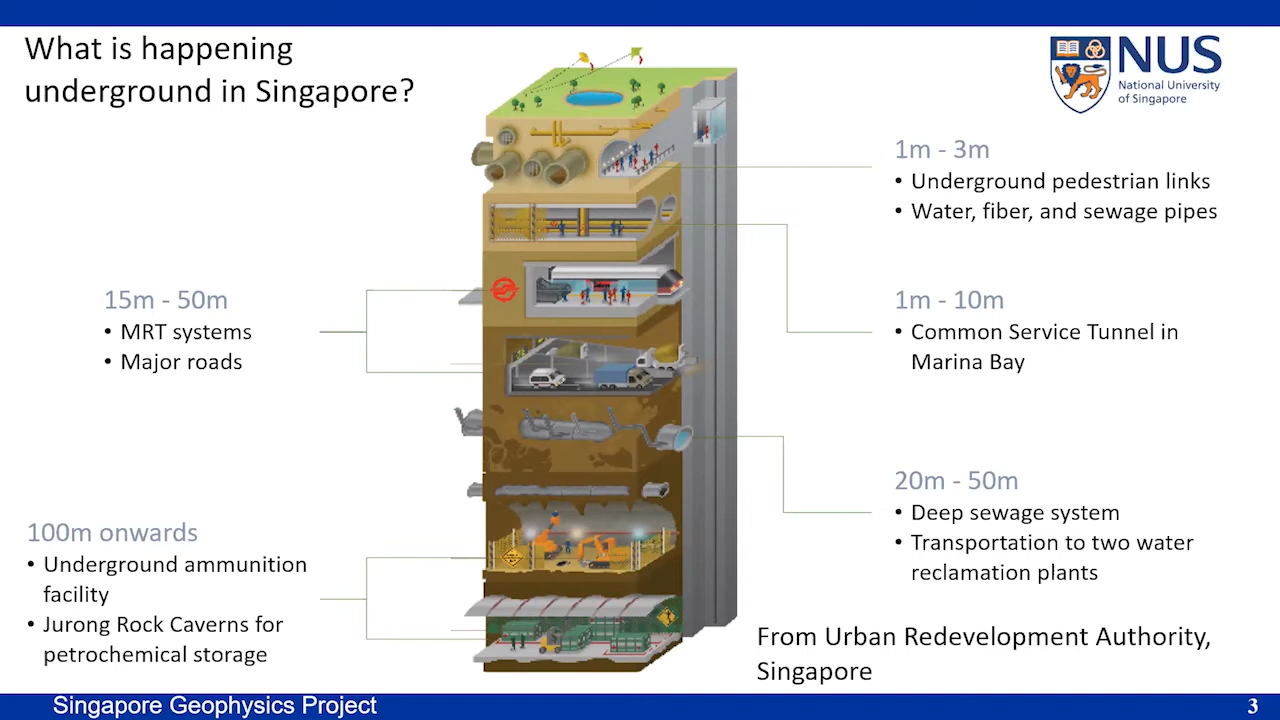 What is happening
underground in Singapore?
NUS
National University
of Singapore
1m - 3m
• Underground pedestrian links
• Water, fiber, and sewage pipes
15m - 50m
• MRT systems
• Major roads
1m - 10m
• Common Service Tunnel in
Marina Bay
20m - 50m
• Deep sewage system
• Transportation to two water
reclamation plants
100m onwards
• Underground ammunition
facility
• Jurong Rock Caverns for
petrochemical storage
From Urban Redevelopment Authority,
Singapore
Singapore Geophysics Project
3